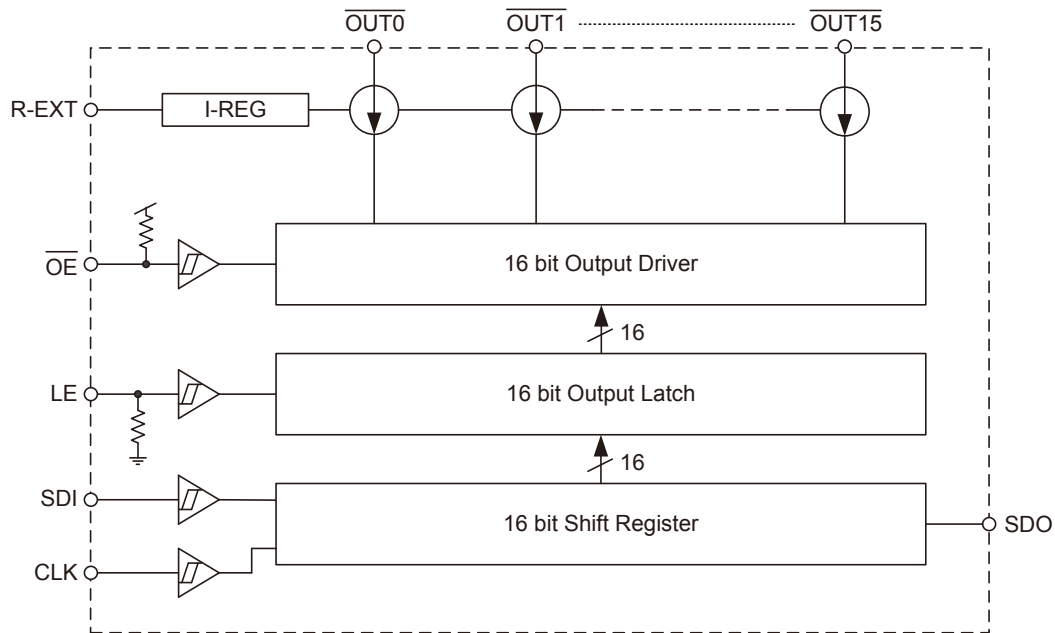 OUT0 OUT1 OUT15
R-EXT I-REG
OE 16 bit Output Driver
16
LE 16 bit Output Latch
16
SDI
16 bit Shift Register SDO
CLK